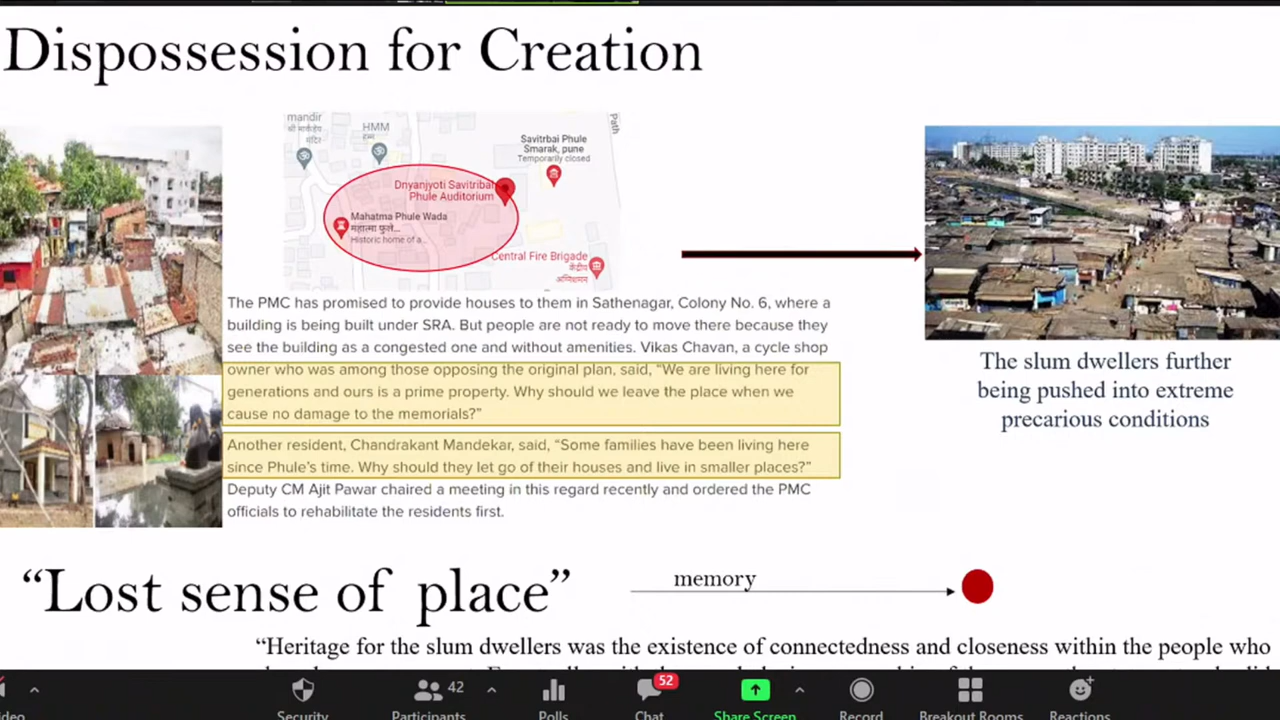 Dispossession for Creation
mandir
HMM
Path
Savitrbai Phule
Smarak, pune
Temporarily closed
Dnyanjyoti Savitribai
Phule Auditorium
Mahatma Phule Wada
महात्मा फुले...
Historic home of a...
Central Fire Brigade
केंद्रीय
The PMC has promised to provide houses to them in Sathenagar, Colony No. 6, where a
building is being built under SRA. But people are not ready to move there because they
see the building as a congested one and without amenities. Vikas Chavan, a cycle shop
owner who was among those opposing the original plan, said, “We are living here for
generations and ours is a prime property. Why should we leave the place when we
cause no damage to the memorials?”
Another resident, Chandrakant Mandekar, said, “Some families have been living here
since Phule’s time. Why should they let go of their houses and live in smaller places?”
Deputy CM Ajit Pawar chaired a meeting in this regard recently and ordered the PMC
officials to rehabilitate the residents first.
The slum dwellers further
being pushed into extreme
precarious conditions
“Lost sense of place”
memory
“Heritage for the slum dwellers was the existence of connectedness and closeness within the people who
42
52
Security
Participants
Polls
Chat
Share Screen
Record
Breakout Rooms
Reactions